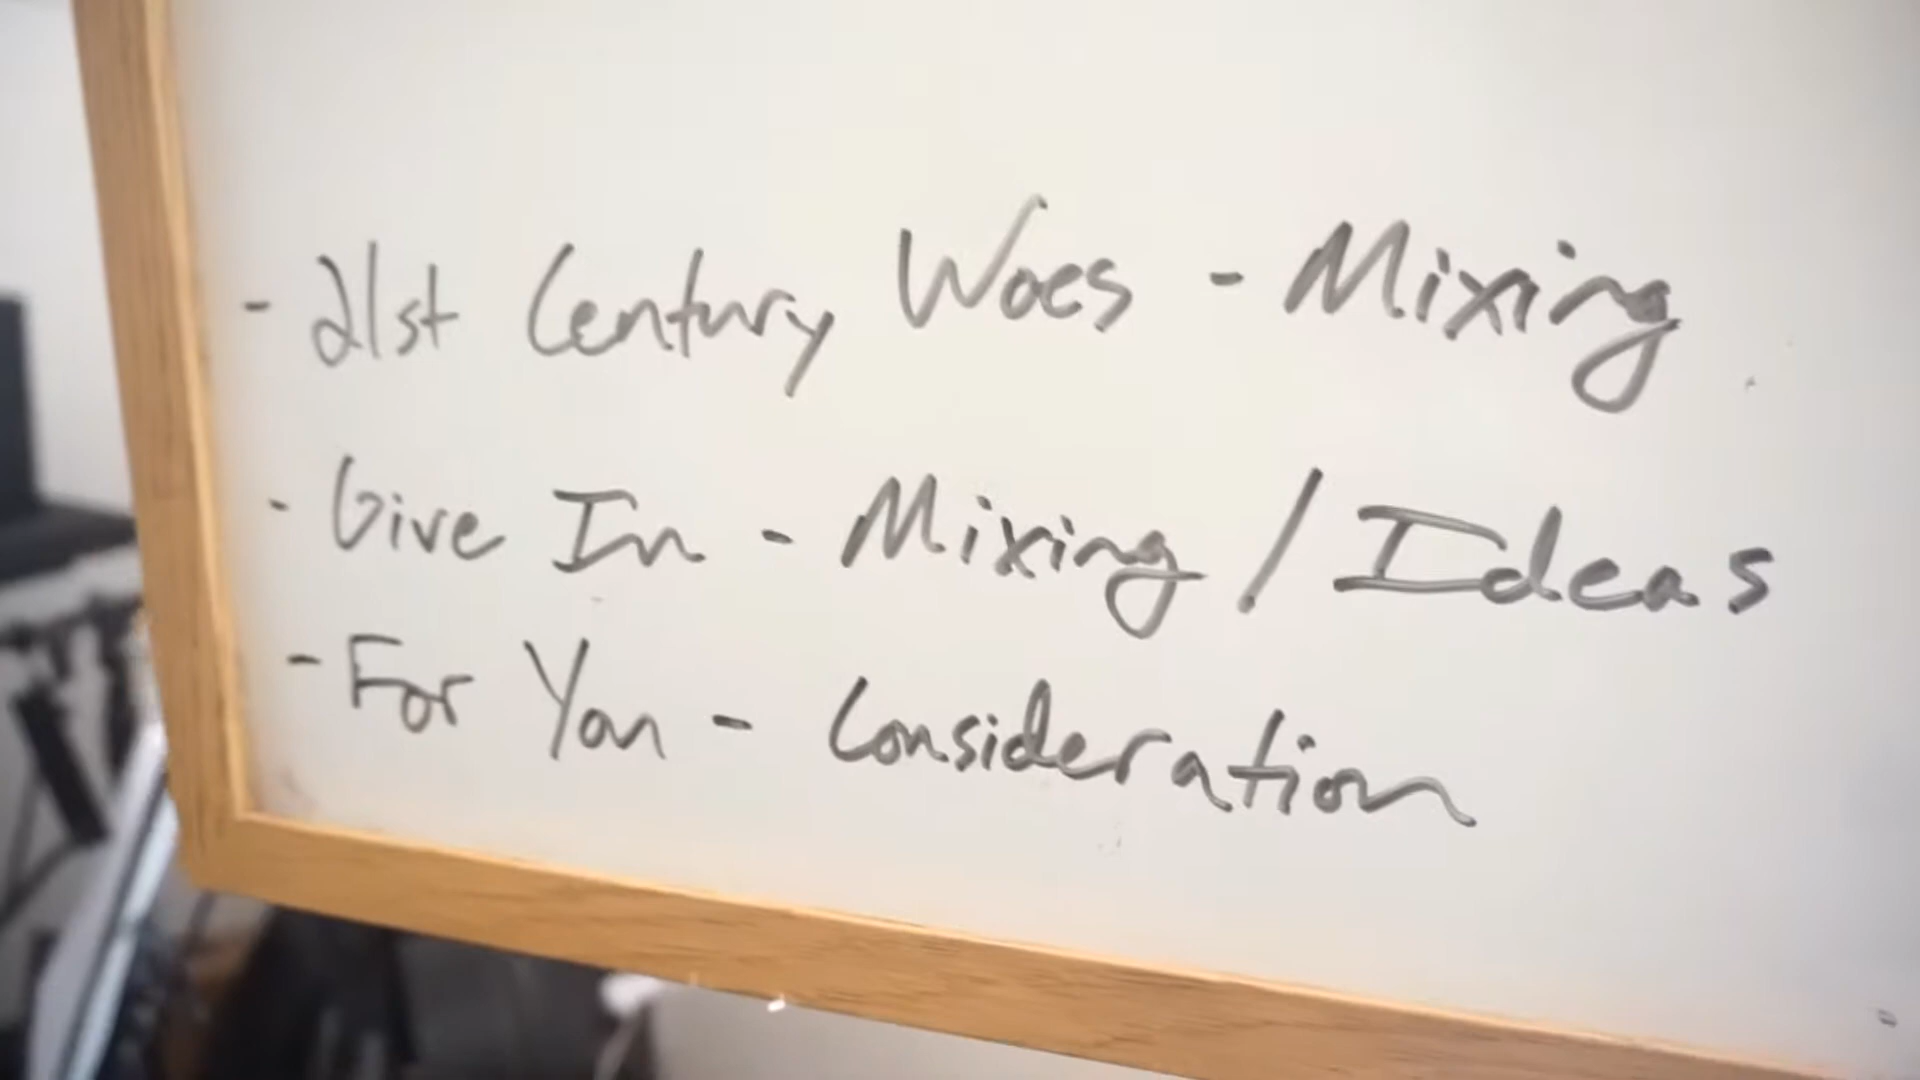 - 21st Century Woes - Mixing
- Give In - Mixing / Ideas
- For You - Consideration